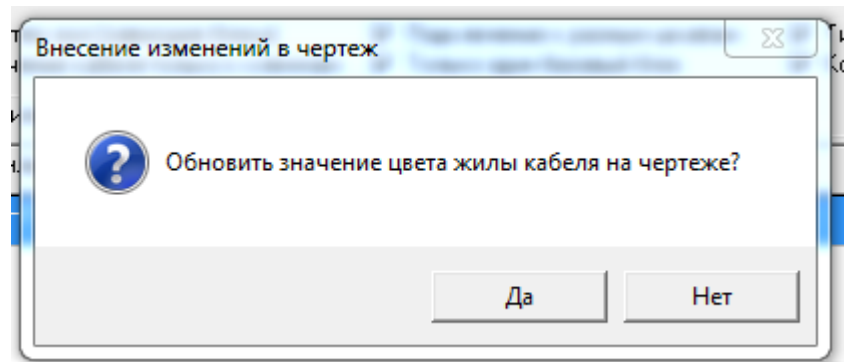 Внесение изменений в чертеж
Обновить значение цвета жилы кабеля на чертеже?
Да
Нет